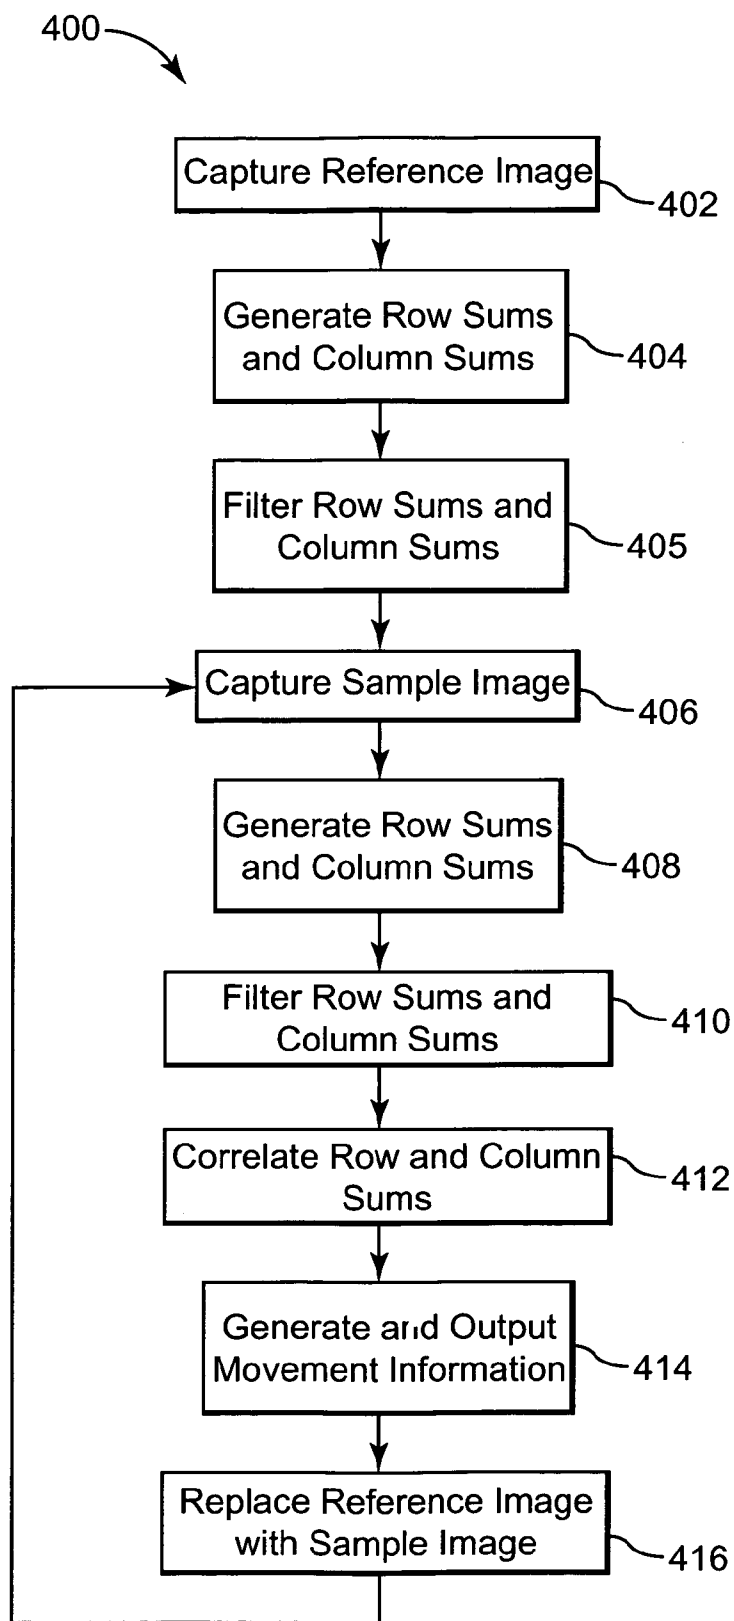 400
Capture Reference Image
402
Generate Row Sums
and Column Sums
404
Filter Row Sums and
Column Sums
405
Capture Sample Image
406
Generate Row Sums
and Column Sums
408
Filter Row Sums and
Column Sums
410
Correlate Row and Column
Sums
412
Generate and Output
Movement Information
414
Replace Reference Image
with Sample Image
416